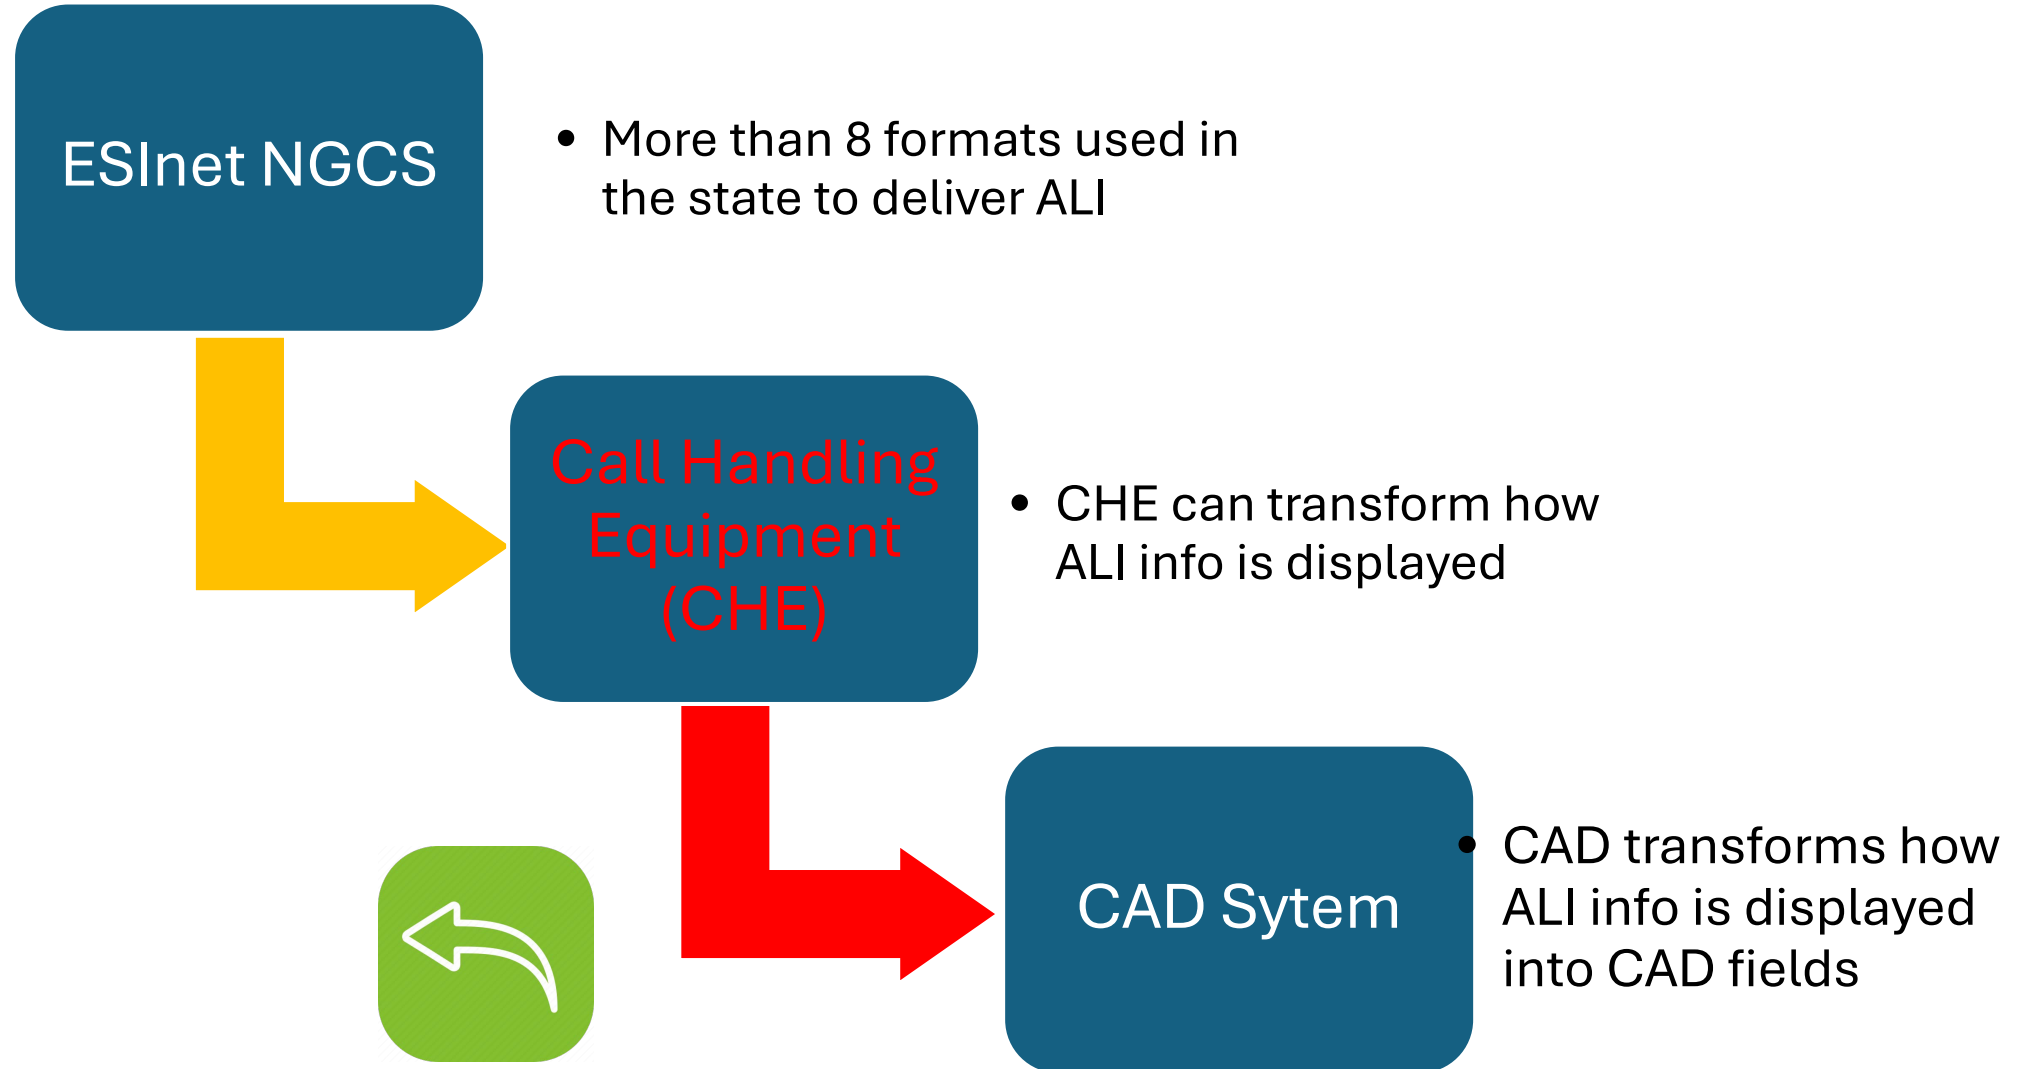 ESInet NGCS
• More than 8 formats used in
the state to deliver ALI
Call Handling
Equipment
(CHE)
• CHE can transform how
ALI info is displayed
CAD Sytem
• CAD transforms how
ALI info is displayed
into CAD fields